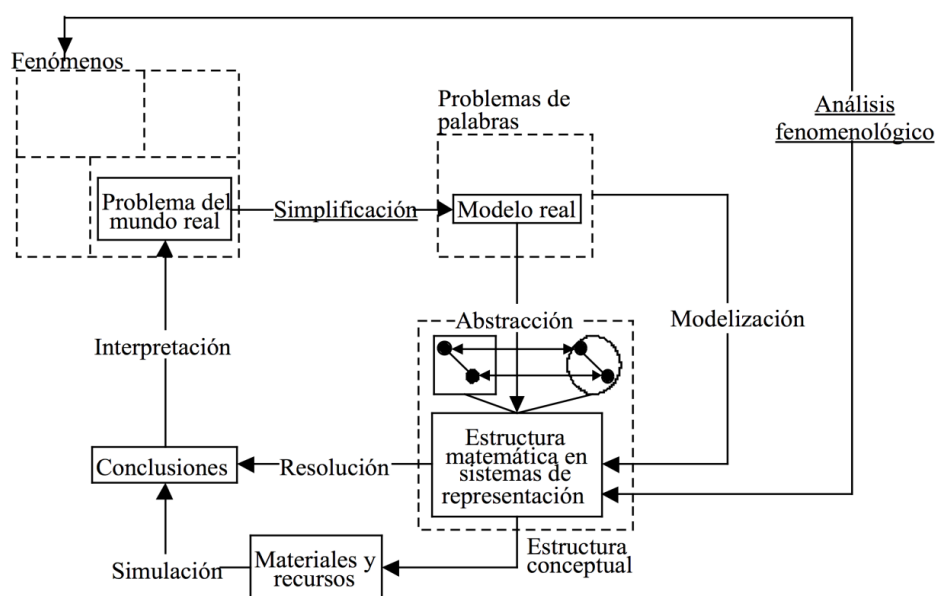 Fenómenos
Problemas de
palabras
Análisis
fenomenológico
Problema del
mundo real
Simplificación
Modelo real
Abstracción
Modelización
Interpretación
Estructura
matemática en
sistemas de
representación
Conclusiones
Resolución
Estructura
conceptual
Simulación
Materiales y
recursos